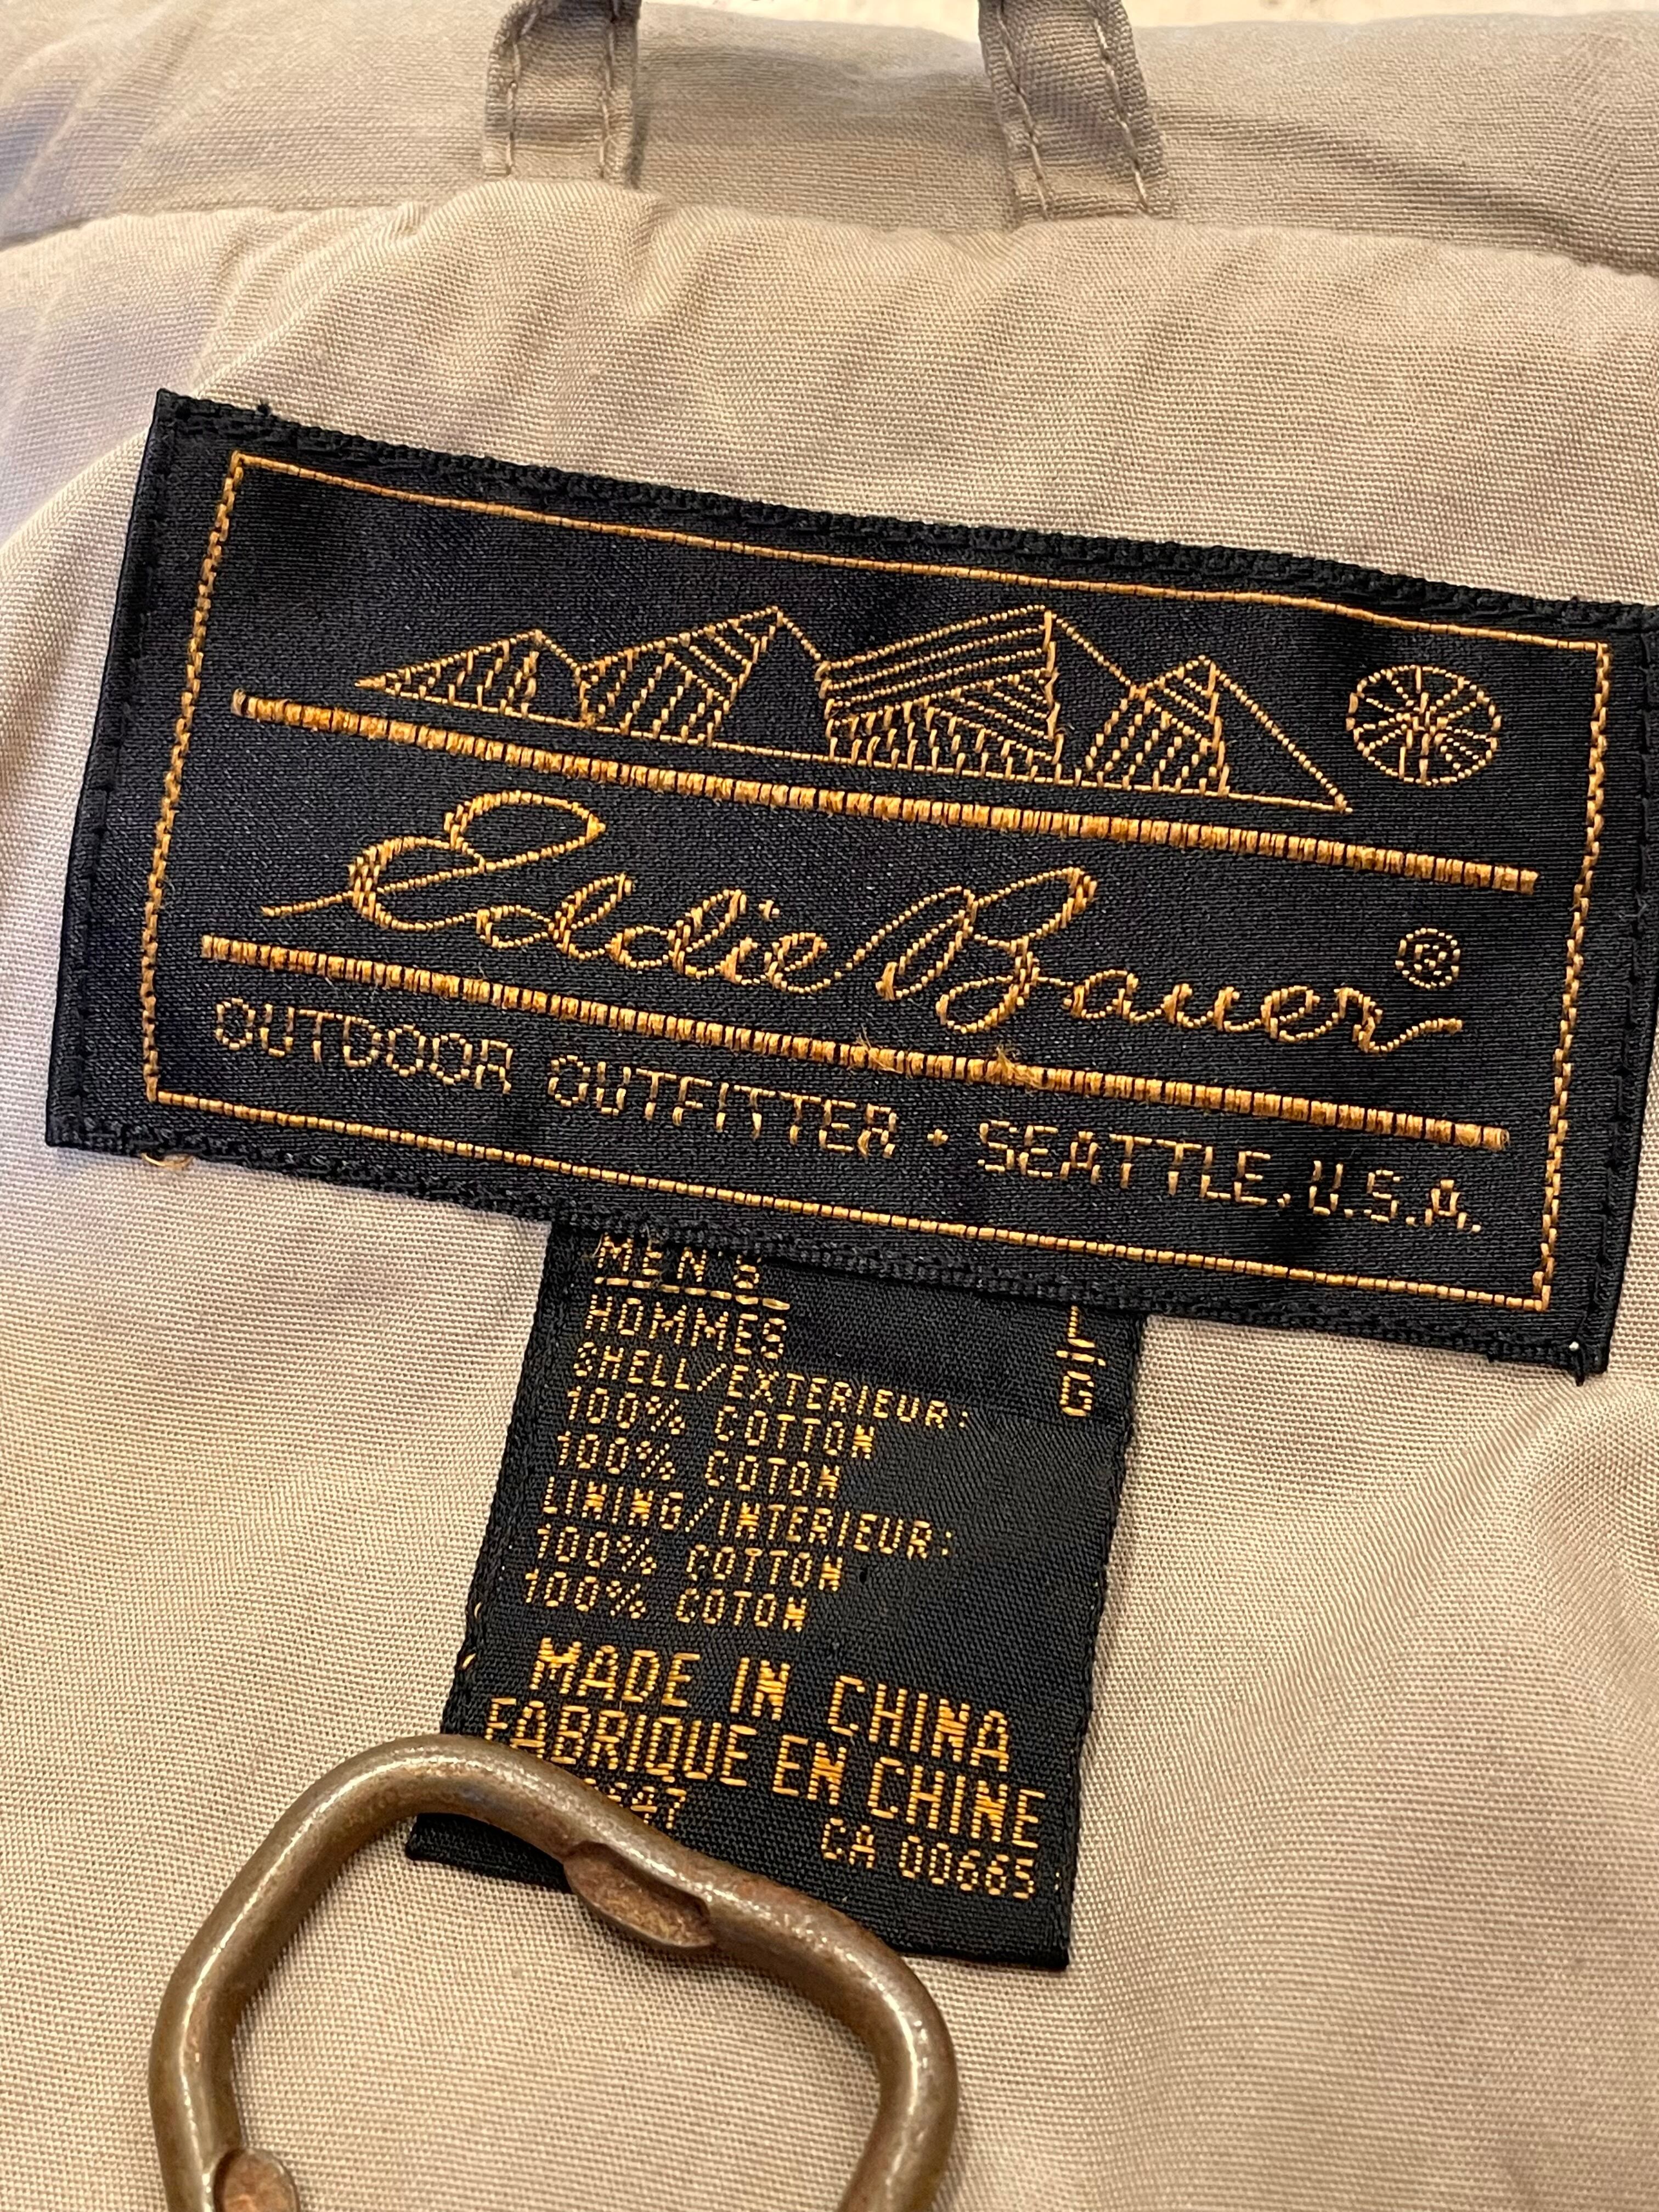 Eddie Bauer®
OUTDOOR OUTFITTER · SEATTLE, U.S.A.
MEN'S L
HOMMES G
SHELL/EXTERIEUR:
100% COTTON
100% COTON
LINING/INTERIEUR:
100% COTTON
100% COTON
MADE IN CHINA
FABRIQUE EN CHINE
CA 00665